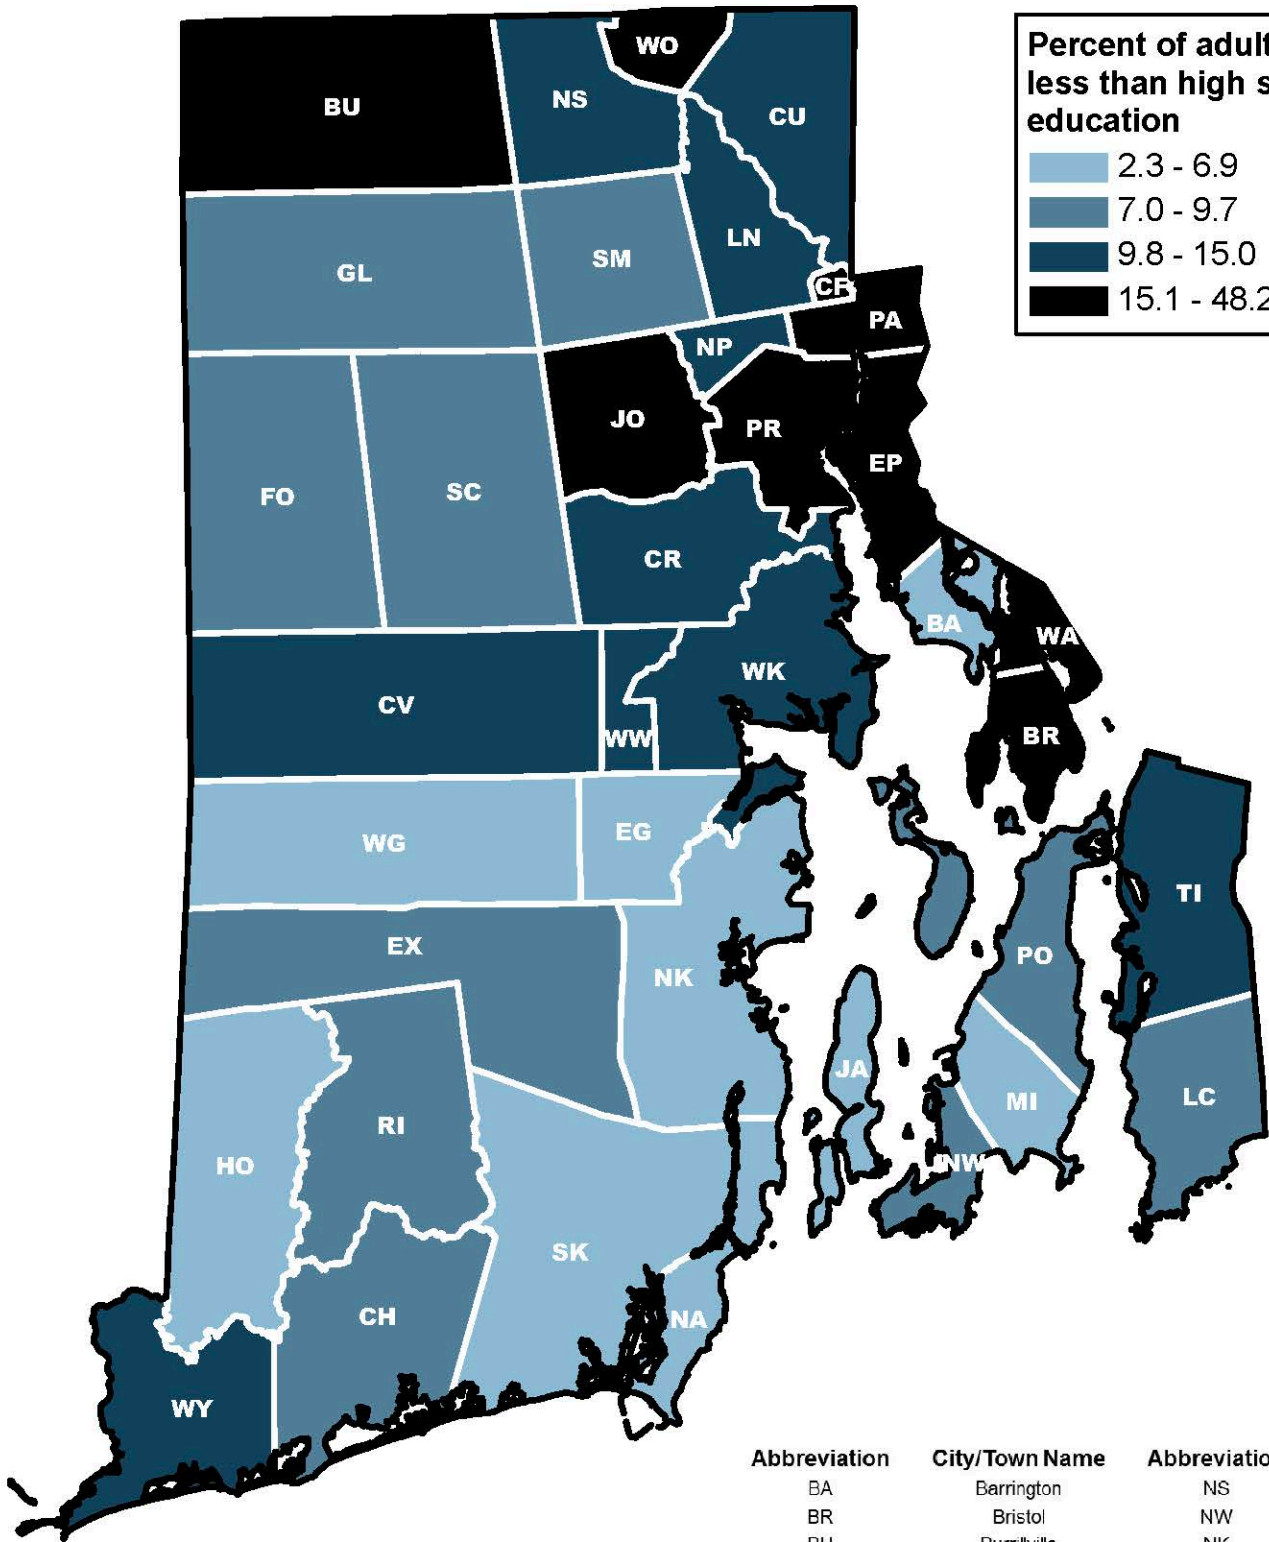 Percent of adult
less than high s
education
2.3 - 6.9
7.0 - 9.7
9.8 - 15.0
15.1 - 48.2
WO
BU
NS
CU
LN
SM
GL
CF
PA
NP
JO
PR
EP
FO
SC
CR
BA
WA
WK
CV
WW
BR
WG
EG
TI
EX
PO
NK
JA
MI
LC
RI
HO
NW
SK
CH
NA
WY
Abbreviation City/Town Name Abbreviatio
BA Barrington NS
BR Bristol NW
BU Burrillville NK